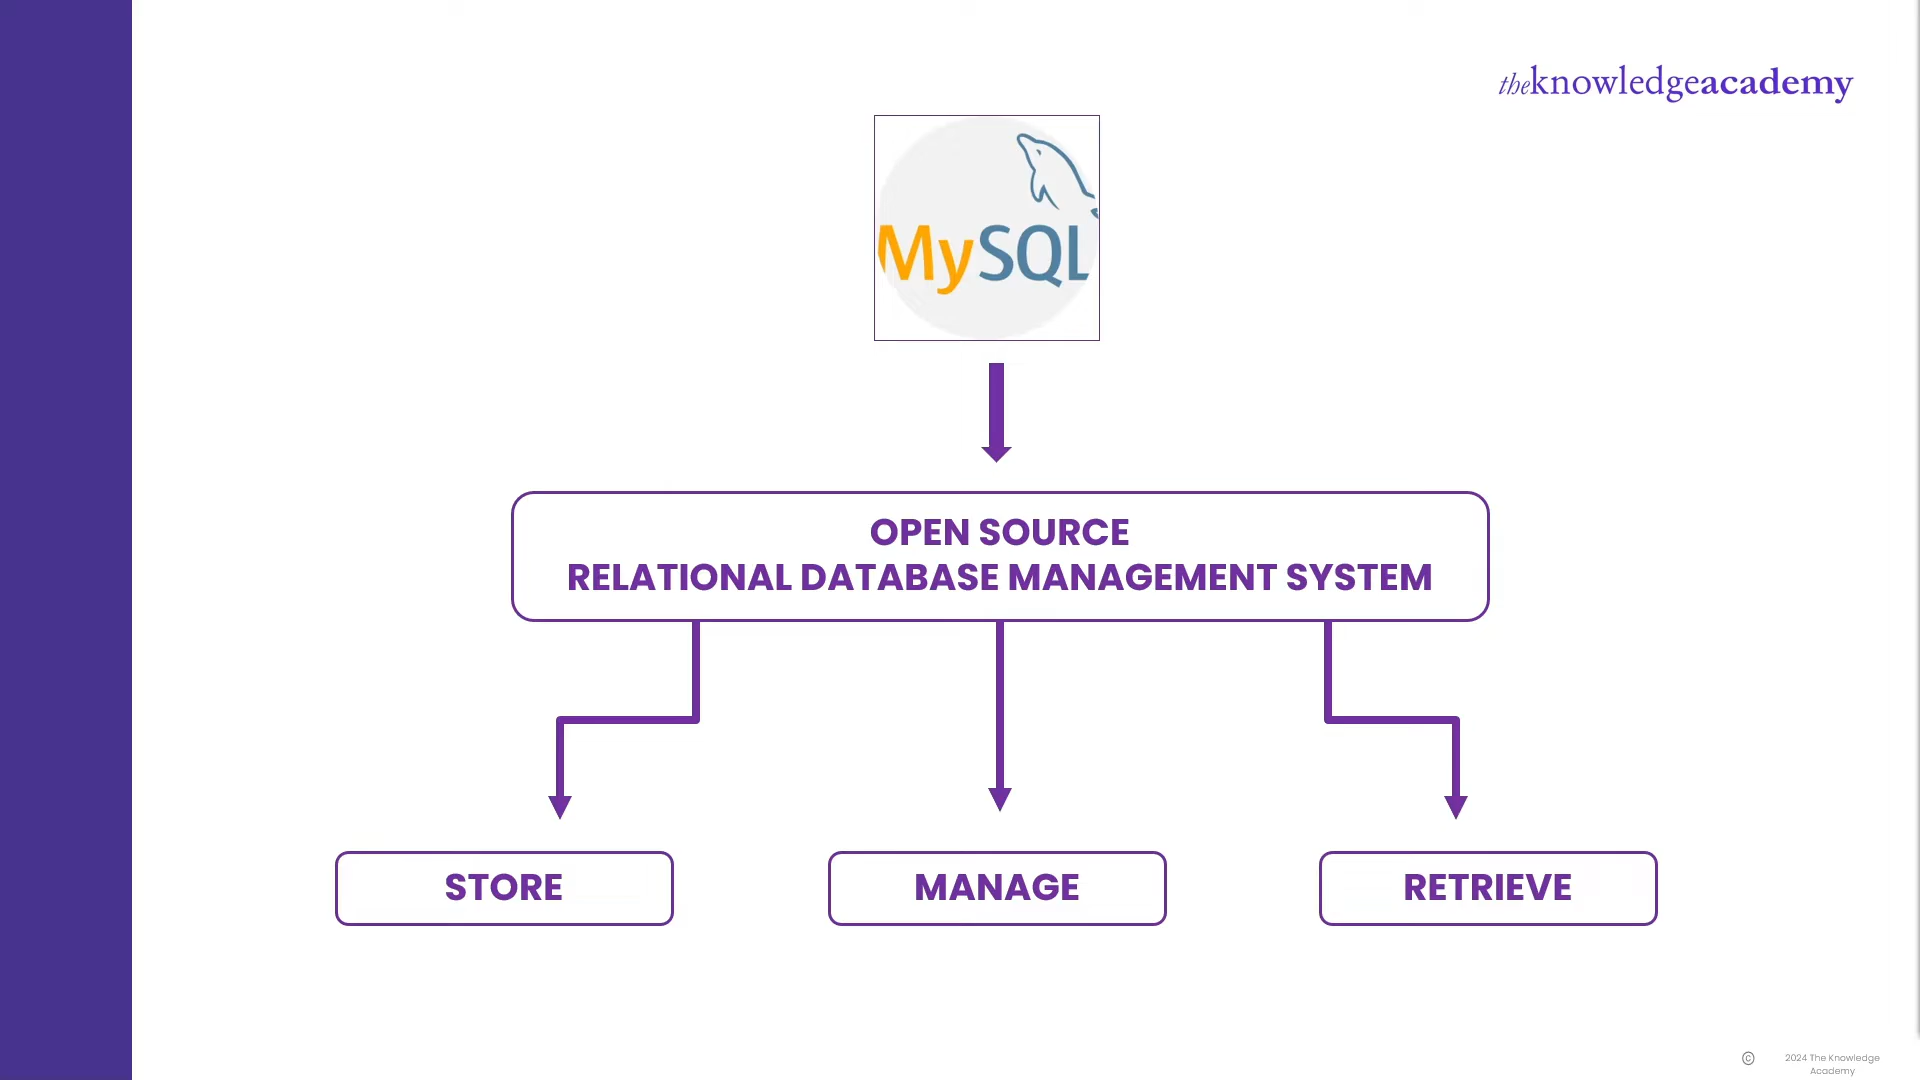 theknowledgeacademy
MySQL
OPEN SOURCE
RELATIONAL DATABASE MANAGEMENT SYSTEM
STORE
MANAGE
RETRIEVE
© 2024 The Knowledge
Academy